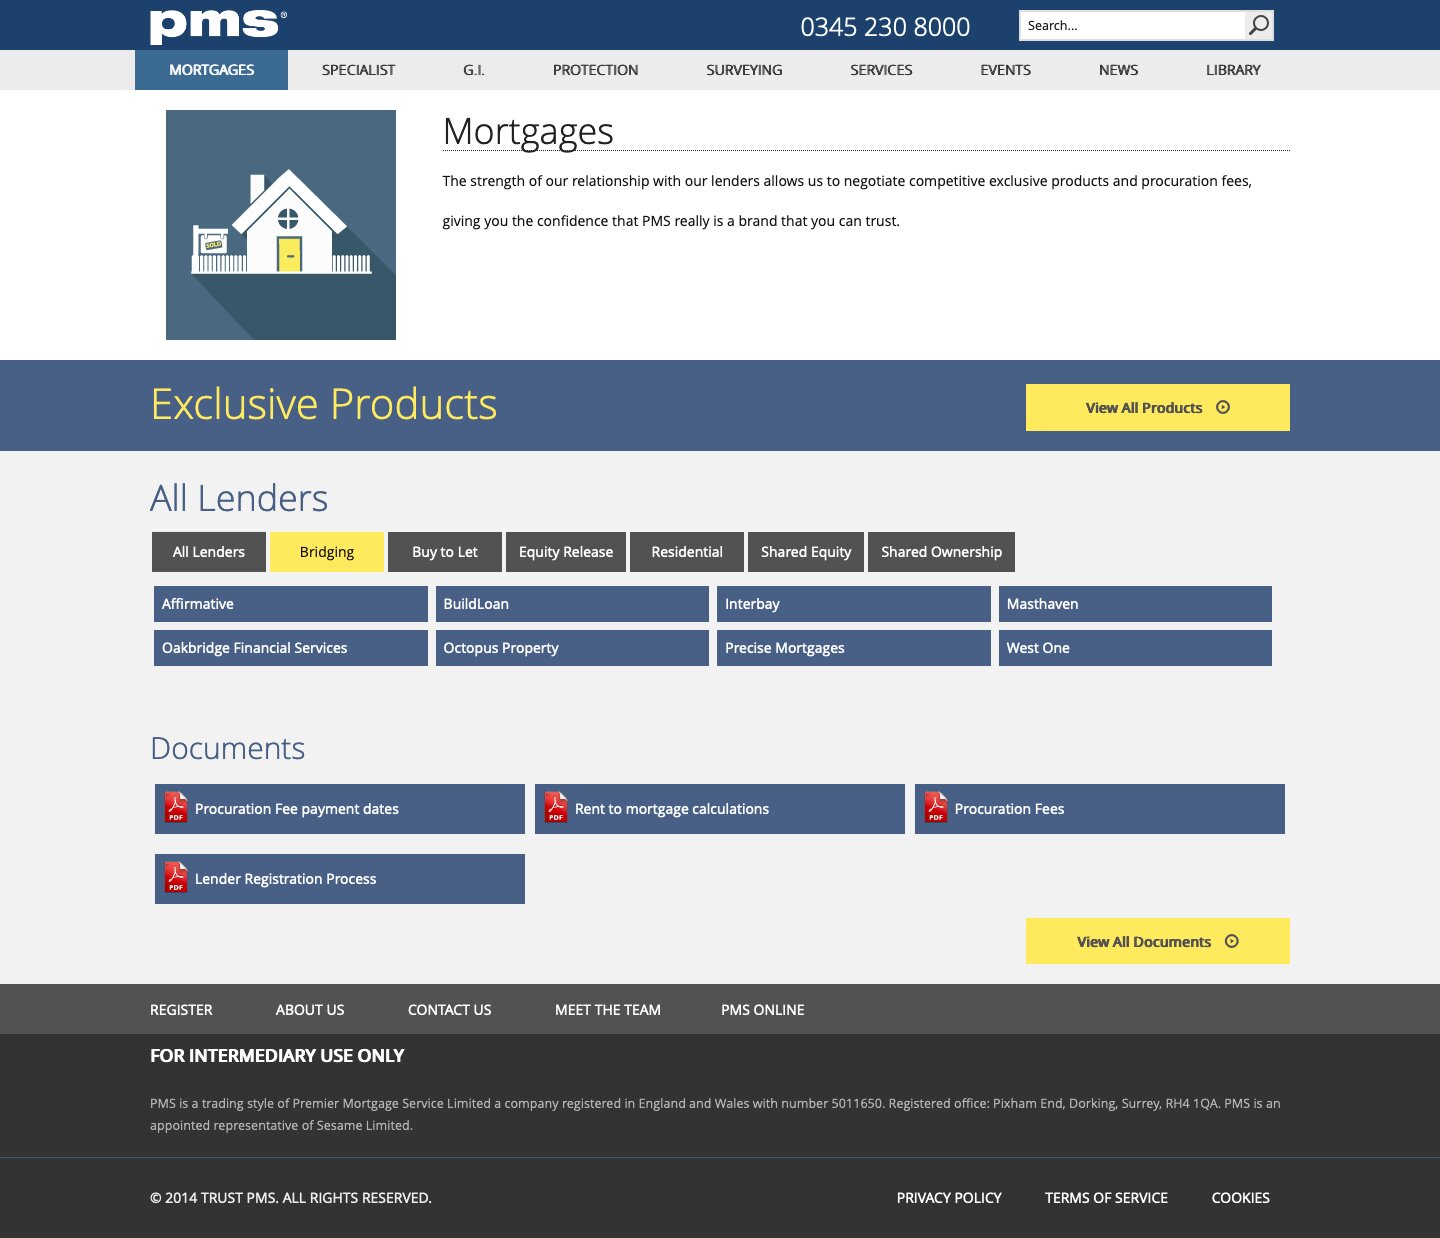 pms®
0345 230 8000
Search...
MORTGAGES SPECIALIST G.I. PROTECTION SURVEYING SERVICES EVENTS NEWS LIBRARY
SOLD
Mortgages
The strength of our relationship with our lenders allows us to negotiate competitive exclusive products and procuration fees,
giving you the confidence that PMS really is a brand that you can trust.
Exclusive Products
View All Products
All Lenders
All Lenders Bridging Buy to Let Equity Release Residential Shared Equity Shared Ownership
Affirmative BuildLoan Interbay Masthaven
Oakbridge Financial Services Octopus Property Precise Mortgages West One
Documents
PDF Procuration Fee payment dates PDF Rent to mortgage calculations PDF Procuration Fees
PDF Lender Registration Process
View All Documents
REGISTER ABOUT US CONTACT US MEET THE TEAM PMS ONLINE
FOR INTERMEDIARY USE ONLY
PMS is a trading style of Premier Mortgage Service Limited a company registered in England and Wales with number 5011650. Registered office: Pixham End, Dorking, Surrey, RH4 1QA. PMS is an
appointed representative of Sesame Limited.
© 2014 TRUST PMS. ALL RIGHTS RESERVED. PRIVACY POLICY TERMS OF SERVICE COOKIES